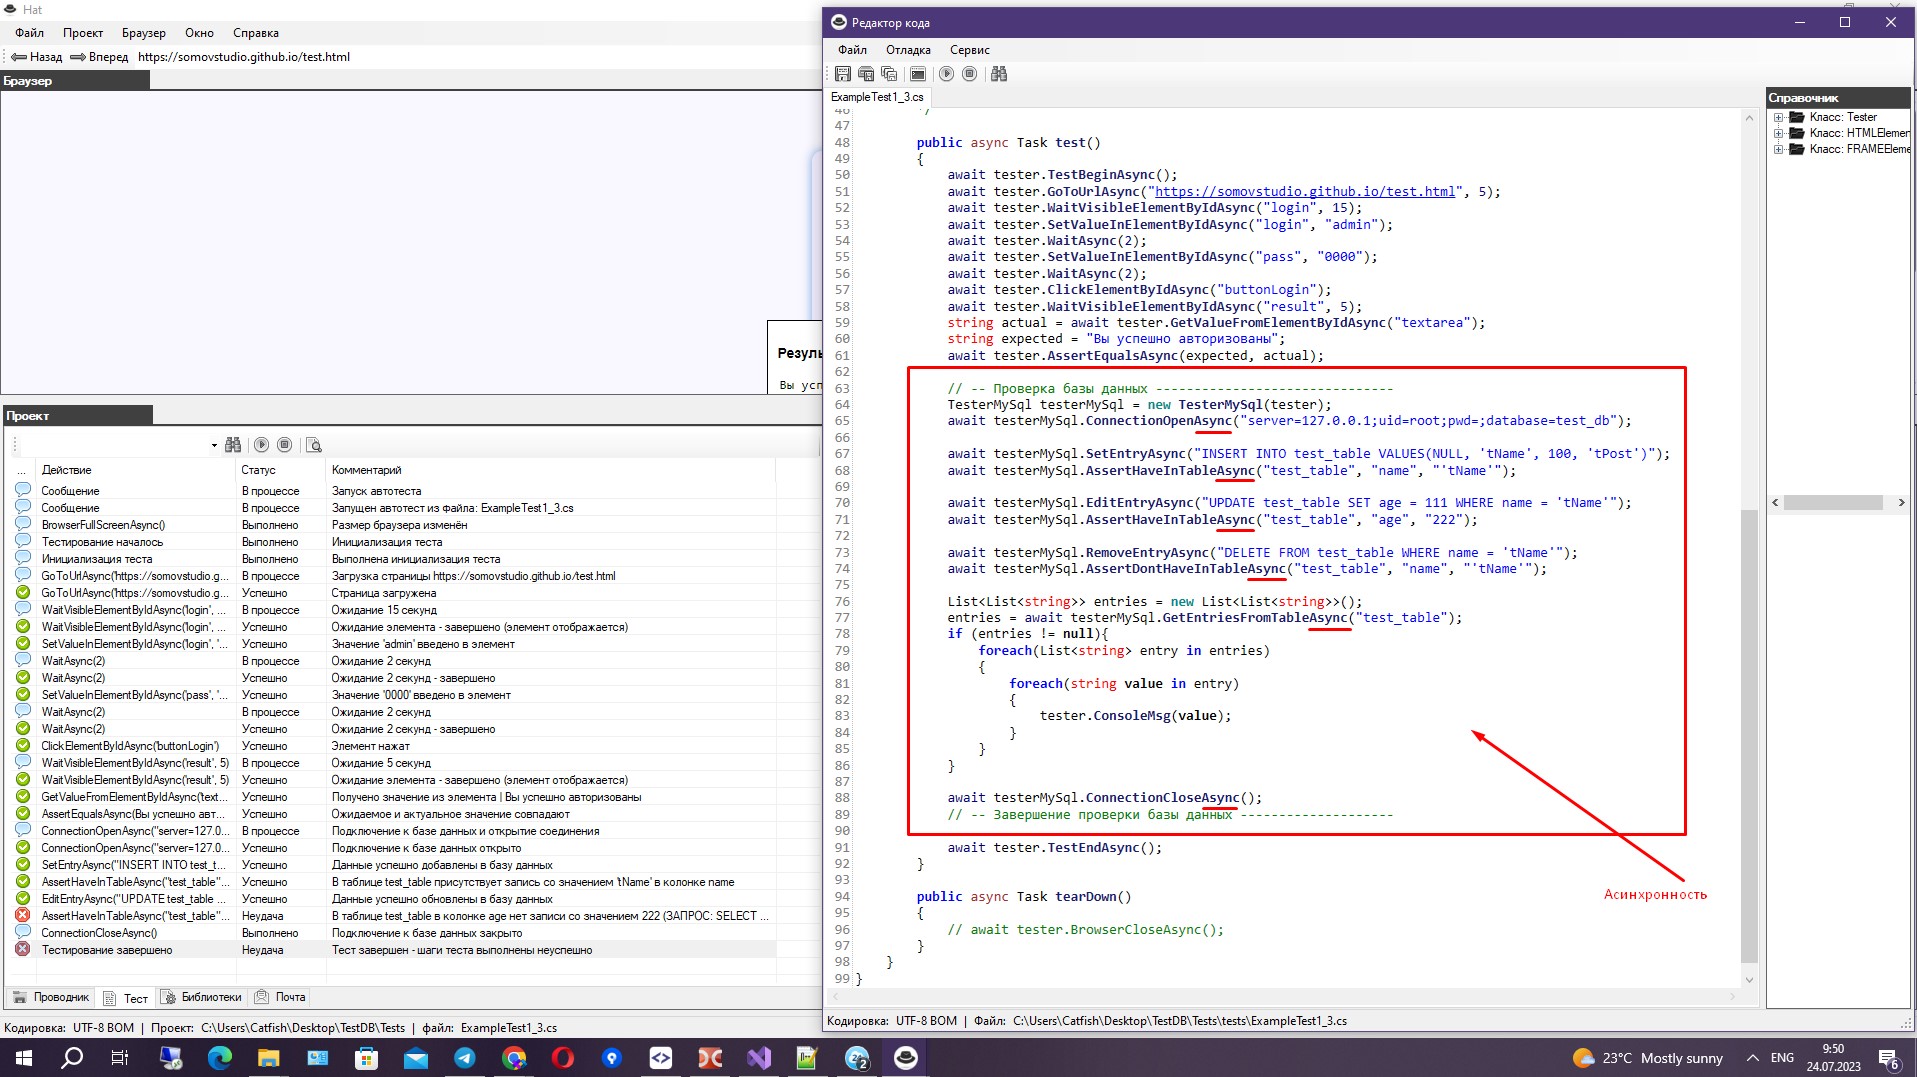 Hat
Файл Проект Браузер Окно Справка
Назад Вперед https://somovstudio.github.io/test.html
Браузер
Вы усп
Проект
... Действие Статус Комментарий
Сообщение В процессе Запуск автотеста
Сообщение В процессе Запущен автотест из файла: ExampleTest1_3.cs
BrowserFullScreenAsync() Выполнено Размер браузера изменён
Тестирование началось Выполнено Инициализация теста
Инициализация теста Выполнено Выполнена инициализация теста
GoToUrlAsync('https://somovstudio.g... В процессе Загрузка страницы https://somovstudio.github.io/test.html
GoToUrlAsync('https://somovstudio.g... Успешно Страница загружена
WaitVisibleElementByIdAsync('login', ... В процессе Ожидание 15 секунд
WaitVisibleElementByIdAsync('login', ... Успешно Ожидание элемента - завершено (элемент отображается)
SetValueInElementByIdAsync('login', '... Успешно Значение 'admin' введено в элемент
WaitAsync(2) В процессе Ожидание 2 секунд
WaitAsync(2) Успешно Ожидание 2 секунд - завершено
SetValueInElementByIdAsync('pass', '... Успешно Значение '0000' введено в элемент
WaitAsync(2) В процессе Ожидание 2 секунд
WaitAsync(2) Успешно Ожидание 2 секунд - завершено
ClickElementByIdAsync('buttonLogin') Успешно Элемент нажат
WaitVisibleElementByIdAsync('result', 5) В процессе Ожидание 5 секунд
WaitVisibleElementByIdAsync('result', 5) Успешно Ожидание элемента - завершено (элемент отображается)
GetValueFromElementByIdAsync('text... Успешно Получено значение из элемента | Вы успешно авторизованы
AssertEqualsAsync(Вы успешно авт... Успешно Ожидаемое и актуальное значение совпадают
ConnectionOpenAsync("server=127.0... В процессе Подключение к базе данных и открытие соединения
ConnectionOpenAsync("server=127.0... Успешно Подключение к базе данных открыто
SetEntryAsync("INSERT INTO test_t... Успешно Данные успешно добавлены в базу данных
AssertHaveInTableAsync("test_table"... Успешно В таблице test_table присутствует запись со значением 'tName' в колонке name
EditEntryAsync("UPDATE test_table ... Успешно Данные успешно обновлены в базу данных
AssertHaveInTableAsync("test_table"... Неудача В таблице test_table в колонке age нет записи со значением 222 (ЗАПРОС: SELECT ...
ConnectionCloseAsync() Выполнено Подключение к базе данных закрыто
Тестирование завершено Неудача Тест завершен - шаги теста выполнены неуспешно
Проводник Тест Библиотеки Почта
Кодировка: UTF-8 BOM | Проект: C:\Users\Catfish\Desktop\TestDB\Tests | файл: ExampleTest1_3.cs
Редактор кода
Файл Отладка Сервис
ExampleTest1_3.cs
46 */
47
48 public async Task test()
49 {
50 await tester.TestBeginAsync();
51 await tester.GoToUrlAsync("https://somovstudio.github.io/test.html", 5);
52 await tester.WaitVisibleElementByIdAsync("login", 15);
53 await tester.SetValueInElementByIdAsync("login", "admin");
54 await tester.WaitAsync(2);
55 await tester.SetValueInElementByIdAsync("pass", "0000");
56 await tester.WaitAsync(2);
57 await tester.ClickElementByIdAsync("buttonLogin");
58 await tester.WaitVisibleElementByIdAsync("result", 5);
59 string actual = await tester.GetValueFromElementByIdAsync("textarea");
60 string expected = "Вы успешно авторизованы";
61 await tester.AssertEqualsAsync(expected, actual);
62
63 // -- Проверка базы данных -------------------------------
64 TesterMySql testerMySql = new TesterMySql(tester);
65 await testerMySql.ConnectionOpenAsync("server=127.0.0.1;uid=root;pwd=;database=test_db");
66
67 await testerMySql.SetEntryAsync("INSERT INTO test_table VALUES(NULL, 'tName', 100, 'tPost')");
68 await testerMySql.AssertHaveInTableAsync("test_table", "name", "'tName'");
69
70 await testerMySql.EditEntryAsync("UPDATE test_table SET age = 111 WHERE name = 'tName'");
71 await testerMySql.AssertHaveInTableAsync("test_table", "age", "222");
72
73 await testerMySql.RemoveEntryAsync("DELETE FROM test_table WHERE name = 'tName'");
74 await testerMySql.AssertDontHaveInTableAsync("test_table", "name", "'tName'");
75
76 List<List<string>> entries = new List<List<string>>();
77 entries = await testerMySql.GetEntriesFromTableAsync("test_table");
78 if (entries != null){
79 foreach(List<string> entry in entries)
80 {
81 foreach(string value in entry)
82 {
83 tester.ConsoleMsg(value);
84 }
85 }
86 }
87
88 await testerMySql.ConnectionCloseAsync();
89 // -- Завершение проверки базы данных --------------------
90
91 await tester.TestEndAsync();
92 }
93
94 public async Task tearDown()
95 {
96 // await tester.BrowserCloseAsync();
97 }
98 }
99 }
Асинхронность
Справочник
Класс: Tester
Класс: HTMLElemen
Класс: FRAMEEleme
Кодировка: UTF-8 BOM | Файл: C:\Users\Catfish\Desktop\TestDB\Tests\tests\ExampleTest1_3.cs
23°C Mostly sunny ENG 9:50
24.07.2023 6